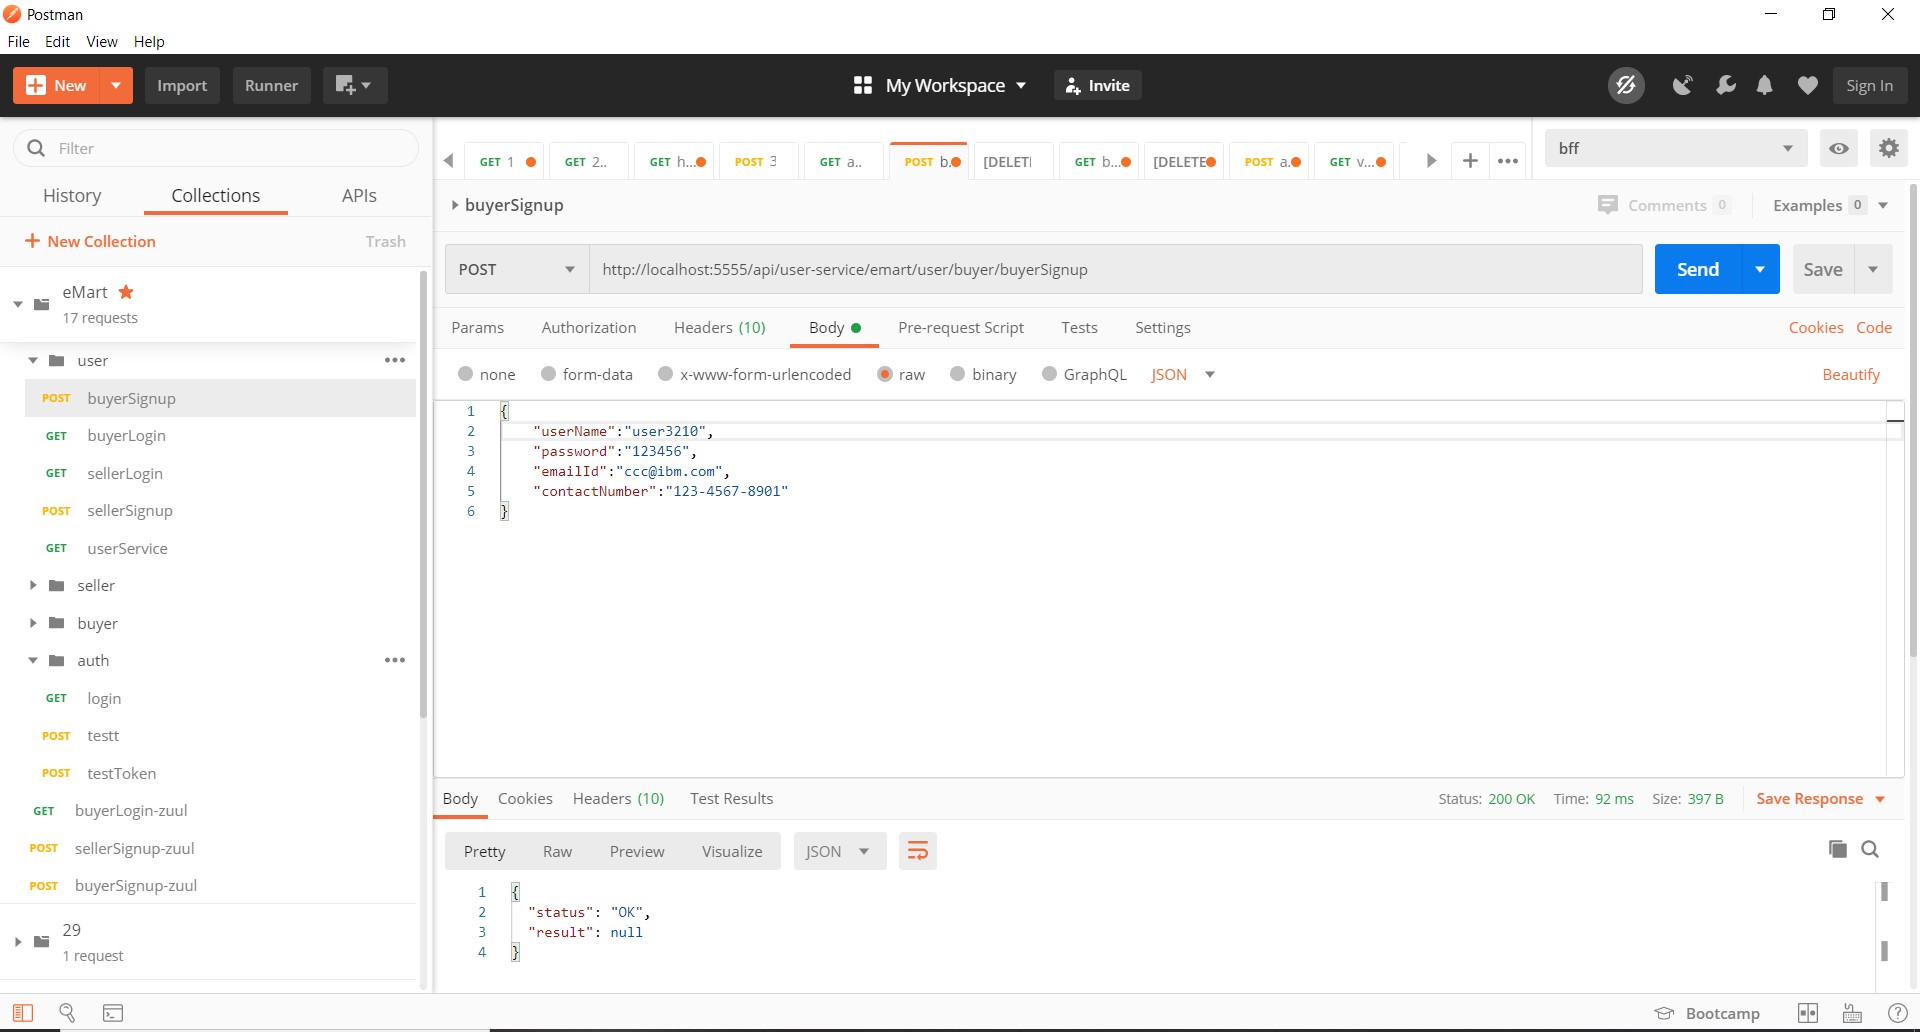 Postman
File Edit View Help
New Import Runner My Workspace Invite Sign In
Filter
History Collections APIs
New Collection Trash
eMart
17 requests
user
POST buyerSignup
GET buyerLogin
GET sellerLogin
POST sellerSignup
GET userService
seller
buyer
auth
GET login
POST testt
POST testToken
GET buyerLogin-zuul
POST sellerSignup-zuul
POST buyerSignup-zuul
29
1 request
GET 1 GET 2.. GET h... POST 3 GET a.. POST b. [DELETI GET b... [DELETE POST a. GET v...
bff
buyerSignup Comments 0 Examples 0
POST http://localhost:5555/api/user-service/emart/user/buyer/buyerSignup Send Save
Params Authorization Headers (10) Body Pre-request Script Tests Settings Cookies Code
none form-data x-www-form-urlencoded raw binary GraphQL JSON Beautify
1 {
2 "userName":"user3210",
3 "password":"123456",
4 "emailId":"ccc@ibm.com",
5 "contactNumber":"123-4567-8901"
6 }
Body Cookies Headers (10) Test Results Status: 200 OK Time: 92 ms Size: 397 B Save Response
Pretty Raw Preview Visualize JSON
1 {
2 "status": "OK",
3 "result": null
4 }
Bootcamp